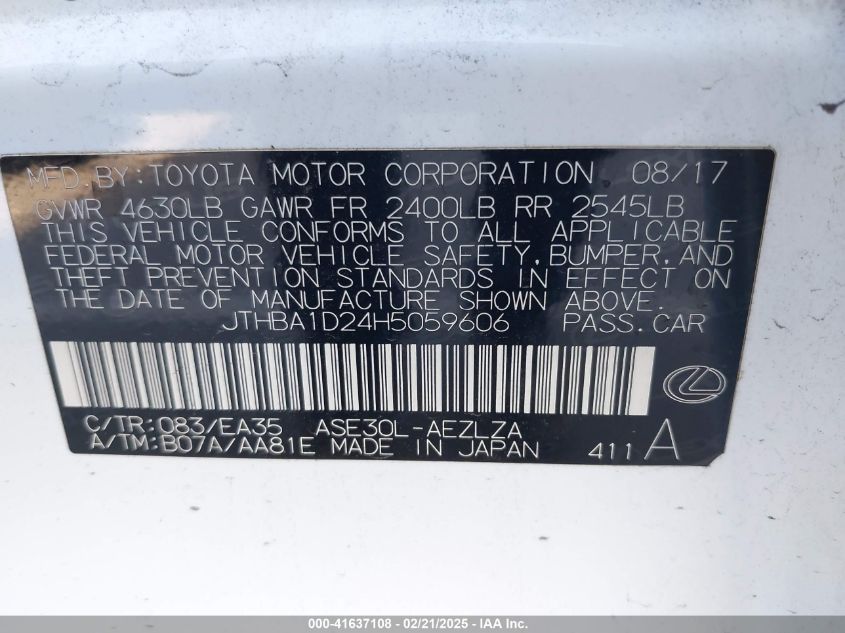 MFD.BY:TOYOTA MOTOR CORPORATION 08/17
GVWR 4630LB GAWR FR 2400LB RR 2545LB
THIS VEHICLE CONFORMS TO ALL APPLICABLE
FEDERAL MOTOR VEHICLE SAFETY,BUMPER,AND
THEFT PREVENTION STANDARDS IN EFFECT ON
THE DATE OF MANUFACTURE SHOWN ABOVE.
JTHBA1D24H5059606 PASS.CAR
C/TR:083/EA35 ASE30L-AEZLZA
A/TM:B07A/AA81E MADE IN JAPAN 411 A
000-41637108 - 02/21/2025 - IAA Inc.